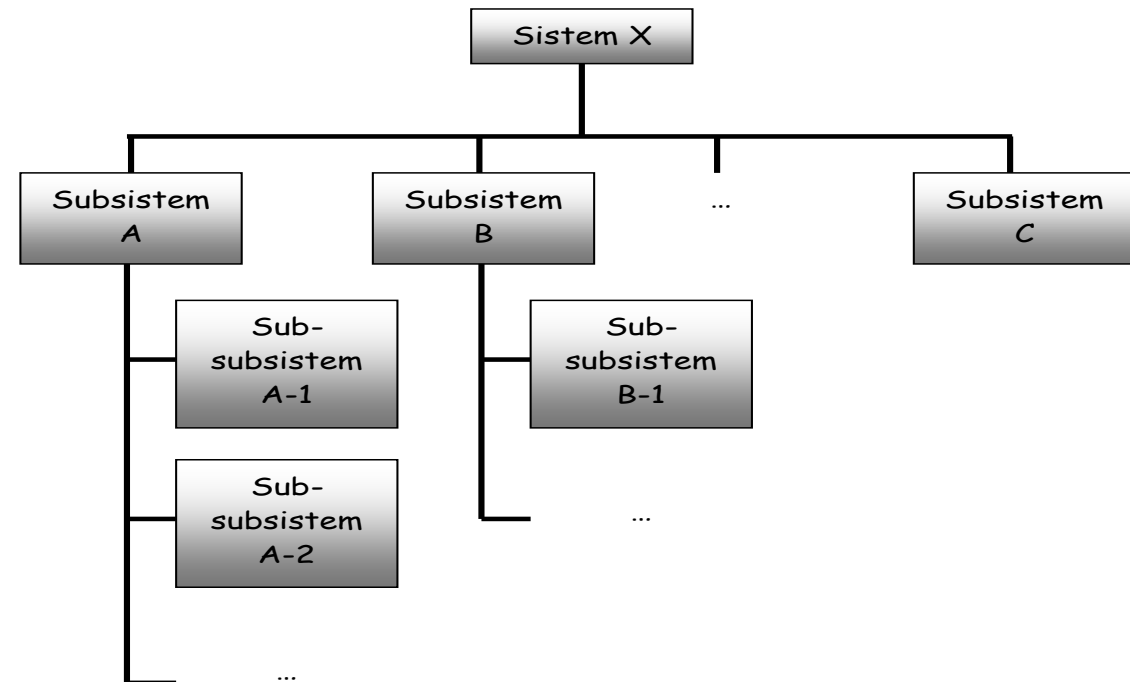 Sistem X
Subsistem
A
Subsistem
B
...
Subsistem
C
Sub-
subsistem
A-1
Sub-
subsistem
B-1
Sub-
subsistem
A-2
...
...